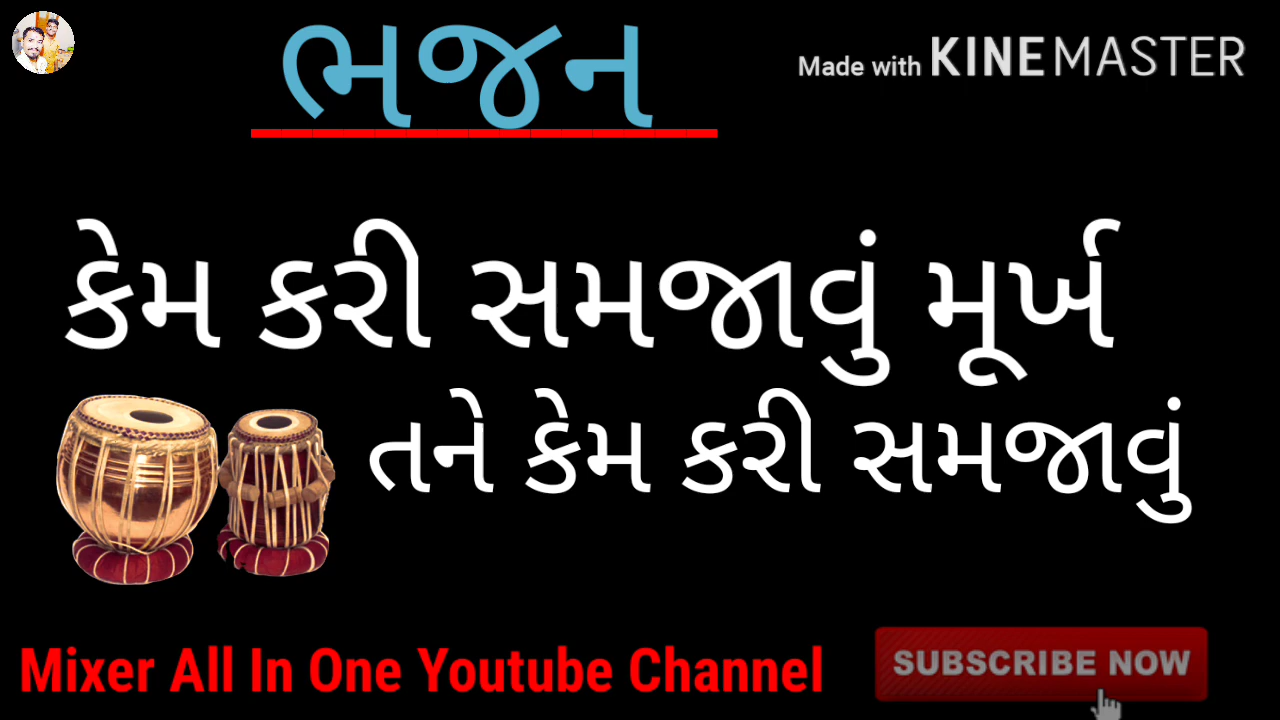 ભજન
Made with KINEMASTER
કેમ કરી સમજાવું મૂર્ખ
તને કેમ કરી સમજાવું
Mixer All In One Youtube Channel
SUBSCRIBE NOW